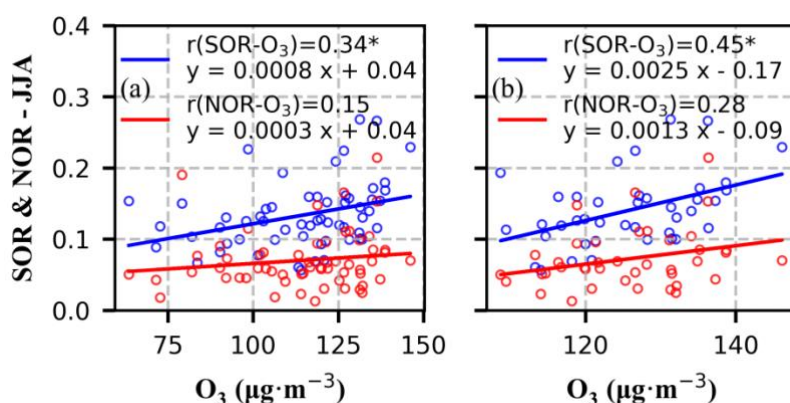 SOR & NOR - JJA
0.4
0.3
0.2
0.1
0.0
(a)
r(SOR-O₃)=0.34*
y = 0.0008 x + 0.04
r(NOR-O₃)=0.15
y = 0.0003 x + 0.04
75
100
125
150
O₃ (μg·m⁻³)
(b)
r(SOR-O₃)=0.45*
y = 0.0025 x - 0.17
r(NOR-O₃)=0.28
y = 0.0013 x - 0.09
120
140
O₃ (μg·m⁻³)